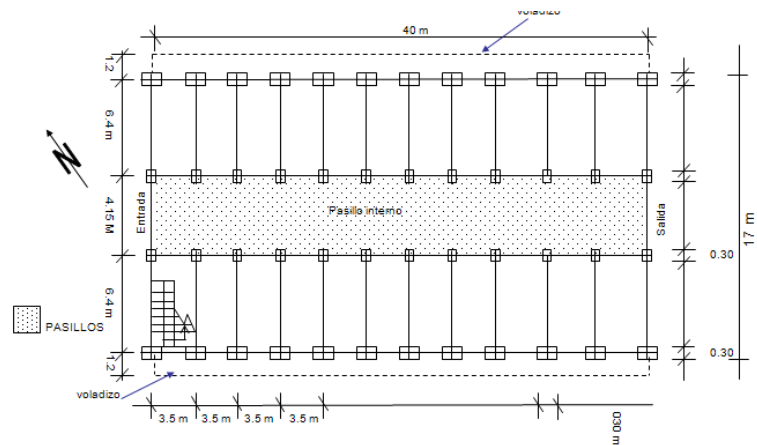 voladizo
40 m
1.2
6.4 m
N
4.15 M
Entrada
Pasillo interno
Salida
17 m
0.30
6.4 m
PASILLOS
0.30
1.2
voladizo
3.5 m 3.5 m 3.5 m 3.5 m
030 m